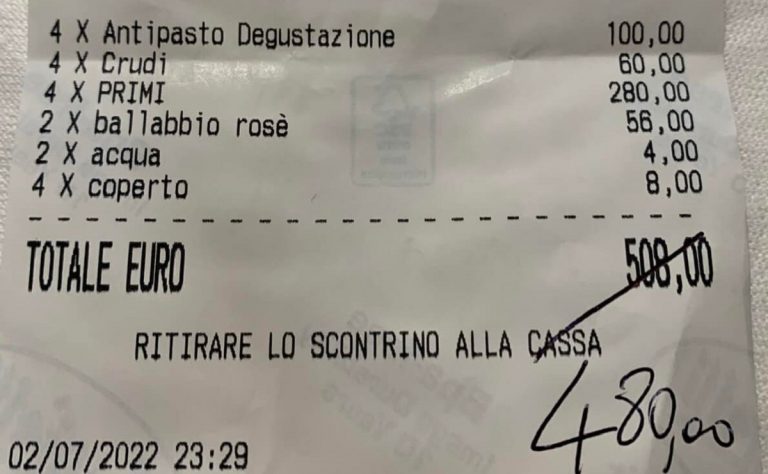 4 X Antipasto Degustazione 100,00
4 X Crudi 60,00
4 X PRIMI 280,00
2 X ballabbio rosè 56,00
2 X acqua 4,00
4 X coperto 8,00
TOTALE EURO 508,00
RITIRARE LO SCONTRINO ALLA CASSA
480,00
02/07/2022 23:29